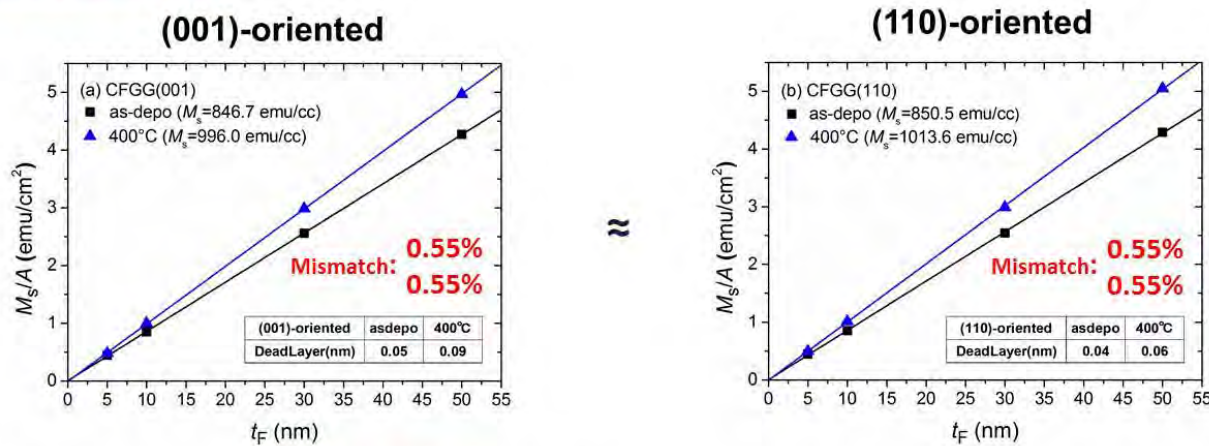 (001)-oriented
(a) CFGG(001)
as-depo (Ms=846.7 emu/cc)
400°C (Ms=996.0 emu/cc)
Mismatch: 0.55%
0.55%
(001)-oriented asdepo 400℃
DeadLayer(nm) 0.05 0.09
5
4
3
2
1
0
0 5 10 15 20 25 30 35 40 45 50 55
Ms/A (emu/cm²)
tF (nm)
≈
(110)-oriented
(b) CFGG(110)
as-depo (Ms=850.5 emu/cc)
400°C (Ms=1013.6 emu/cc)
Mismatch: 0.55%
0.55%
(110)-oriented asdepo 400℃
DeadLayer(nm) 0.04 0.06
5
4
3
2
1
0
0 5 10 15 20 25 30 35 40 45 50 55
Ms/A (emu/cm²)
tF (nm)